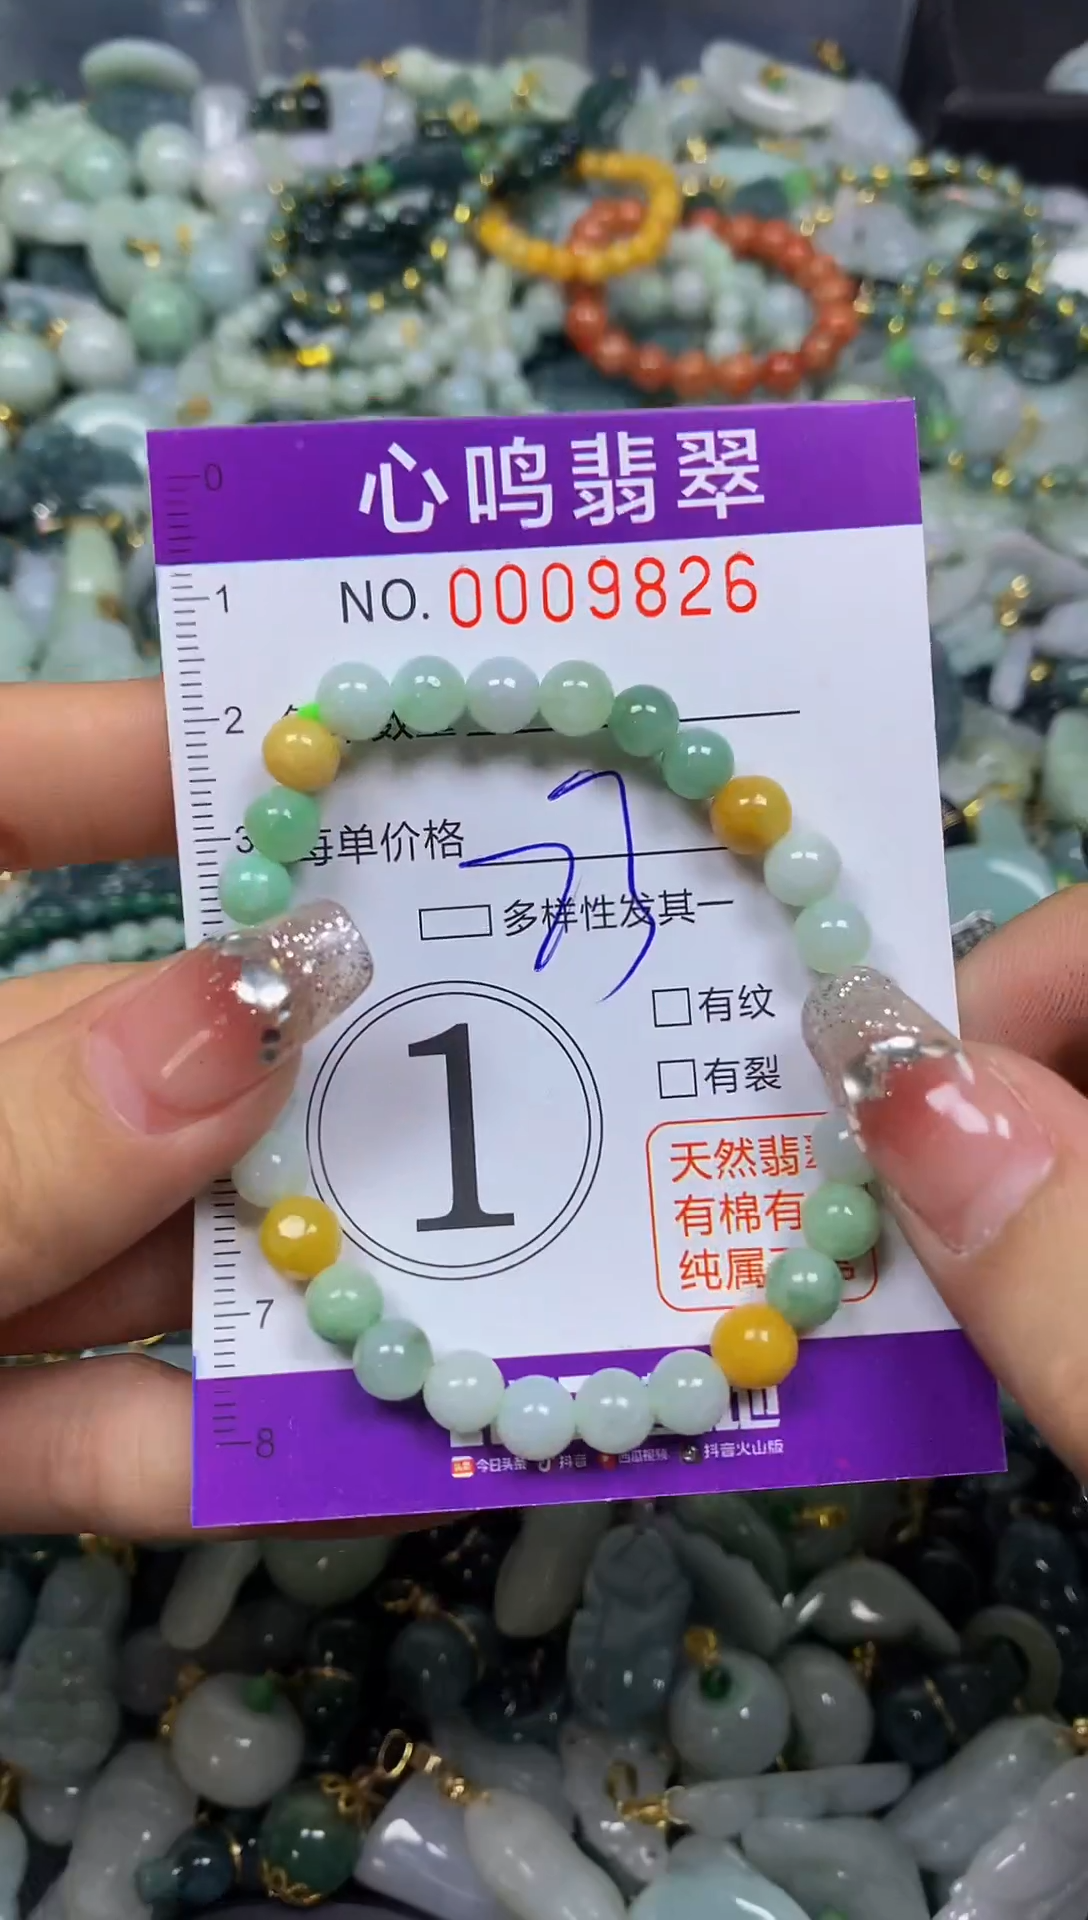 心鸣翡翠
0
1
NO. 0009826
2
3
每单价格
多样性发其一
1
有纹
有裂
天然翡翠
有棉有
纯属
7
8
今日头条 抖音 西瓜视频 抖音火山版